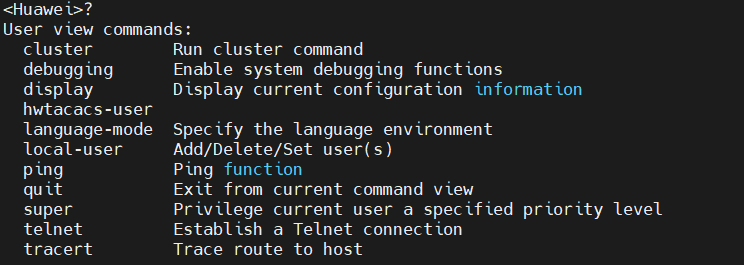 <Huawei>?
User view commands:
  cluster        Run cluster command
  debugging      Enable system debugging functions
  display        Display current configuration information
  hwtacacs-user
  language-mode  Specify the language environment
  local-user     Add/Delete/Set user(s)
  ping           Ping function
  quit           Exit from current command view
  super          Privilege current user a specified priority level
  telnet         Establish a Telnet connection
  tracert        Trace route to host